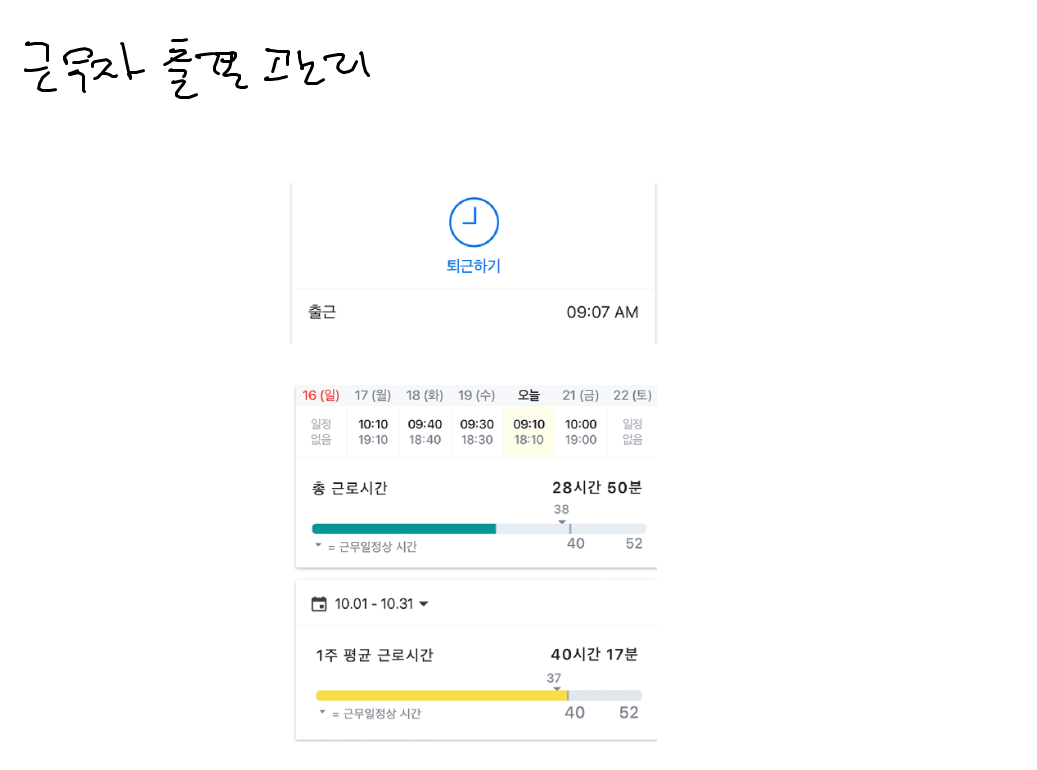 근무자 출결 관리
퇴근하기
출근 09:07 AM
16 (일) 17 (월) 18 (화) 19 (수) 오늘 21 (금) 22 (토)
일정 10:10 09:40 09:30 09:10 10:00 일정
없음 19:10 18:40 18:30 18:10 19:00 없음
총 근로시간 28시간 50분
38
= 근무일정상 시간 40 52
10.01 - 10.31
1주 평균 근로시간 40시간 17분
37
= 근무일정상 시간 40 52